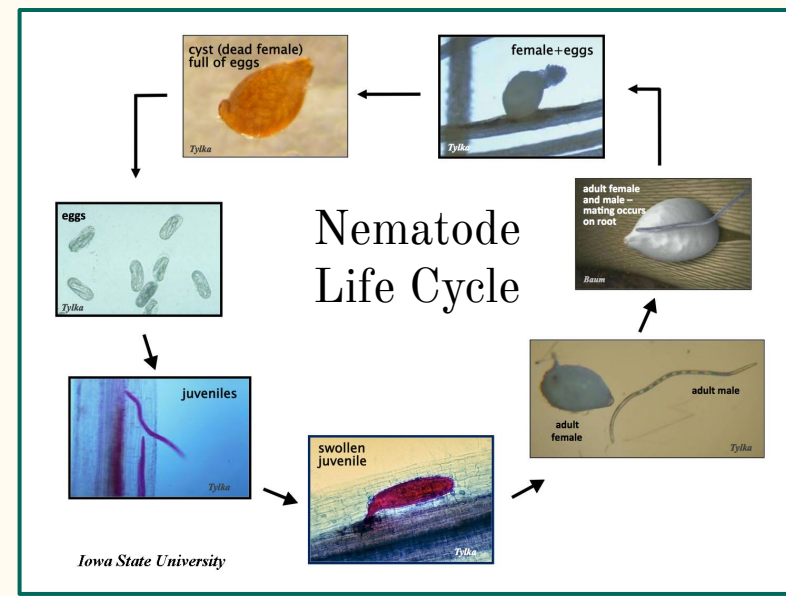 Nematode
Life Cycle
cyst (dead female)
full of eggs
Tylka
eggs
Tylka
juveniles
Tylka
swollen
juvenile
Tylka
adult
female
adult male
Tylka
adult female
and male –
mating occurs
on root
Baum
female+eggs
Tylka
Iowa State University